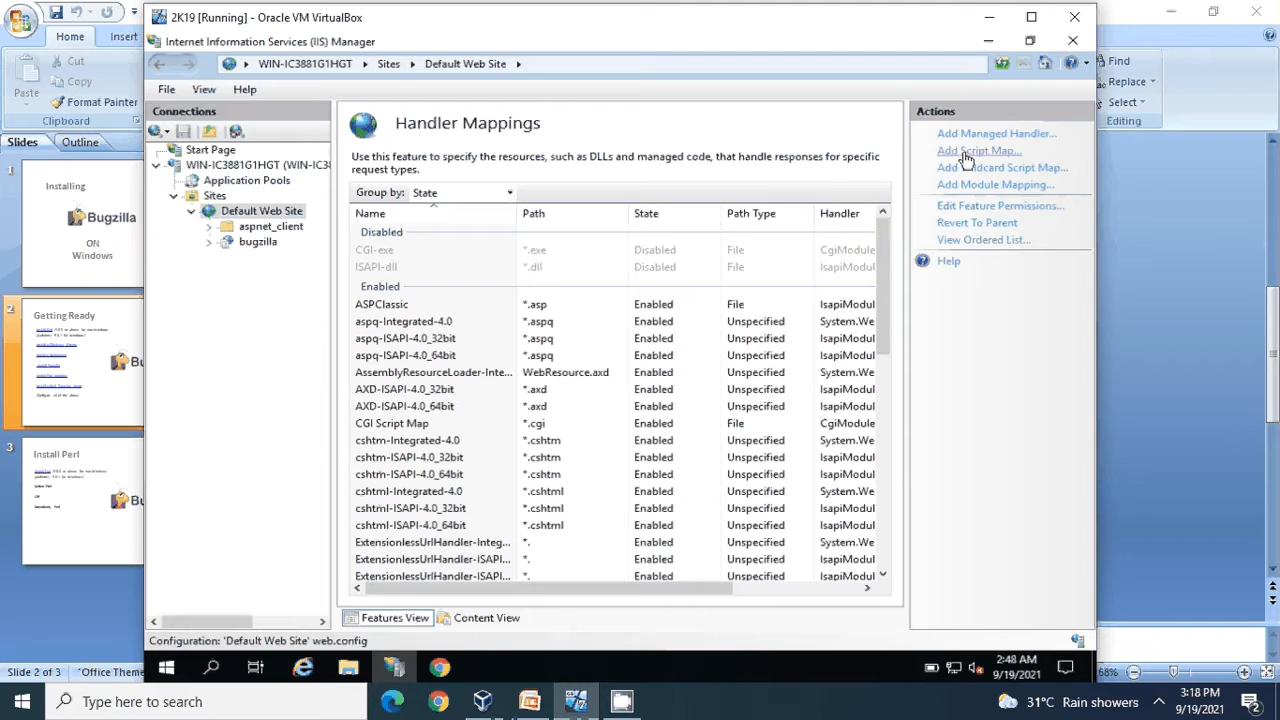 2K19 [Running] - Oracle VM VirtualBox
Internet Information Services (IIS) Manager
WIN-IC3881G1HGT
Sites
Default Web Site
File
View
Help
Home
Insert
Paste
Cut
Copy
Format Painter
Clipboard
Slides
Outline
1
Installing
Bugzilla
ON
Windows
2
Getting Ready
3
Install Perl
Connections
Start Page
WIN-IC3881G1HGT (WIN-IC3
Application Pools
Sites
Default Web Site
aspnet_client
bugzilla
Handler Mappings
Use this feature to specify the resources, such as DLLs and managed code, that handle responses for specific
request types.
Group by: State
Name Path State Path Type Handler
Disabled
CGI-exe *.exe Disabled File CgiModule
ISAPI-dll *.dll Disabled File IsapiModul
Enabled
ASPClassic *.asp Enabled File IsapiModul
aspq-Integrated-4.0 *.aspq Enabled Unspecified System.We
aspq-ISAPI-4.0_32bit *.aspq Enabled Unspecified IsapiModul
aspq-ISAPI-4.0_64bit *.aspq Enabled Unspecified IsapiModul
AssemblyResourceLoader-Inte... WebResource.axd Enabled Unspecified System.We
AXD-ISAPI-4.0_32bit *.axd Enabled Unspecified IsapiModul
AXD-ISAPI-4.0_64bit *.axd Enabled Unspecified IsapiModul
CGI Script Map *.cgi Enabled File CgiModule
cshtm-Integrated-4.0 *.cshtm Enabled Unspecified System.We
cshtm-ISAPI-4.0_32bit *.cshtm Enabled Unspecified IsapiModul
cshtm-ISAPI-4.0_64bit *.cshtm Enabled Unspecified IsapiModul
cshtml-Integrated-4.0 *.cshtml Enabled Unspecified System.We
cshtml-ISAPI-4.0_32bit *.cshtml Enabled Unspecified IsapiModul
cshtml-ISAPI-4.0_64bit *.cshtml Enabled Unspecified IsapiModul
ExtensionlessUrlHandler-Integ... *. Enabled Unspecified System.We
ExtensionlessUrlHandler-ISAPI... *. Enabled Unspecified IsapiModul
ExtensionlessUrlHandler-ISAPI... *. Enabled Unspecified IsapiModul
Features View
Content View
Actions
Add Managed Handler...
Add Script Map...
Add Wildcard Script Map...
Add Module Mapping...
Edit Feature Permissions...
Revert To Parent
View Ordered List...
Help
Find
Replace
Select
Editing
Configuration: 'Default Web Site' web.config
2:48 AM
9/19/2021
Slide 2 of 3
"Office Theme
68%
Type here to search
31°C Rain showers
3:18 PM
9/19/2021
2